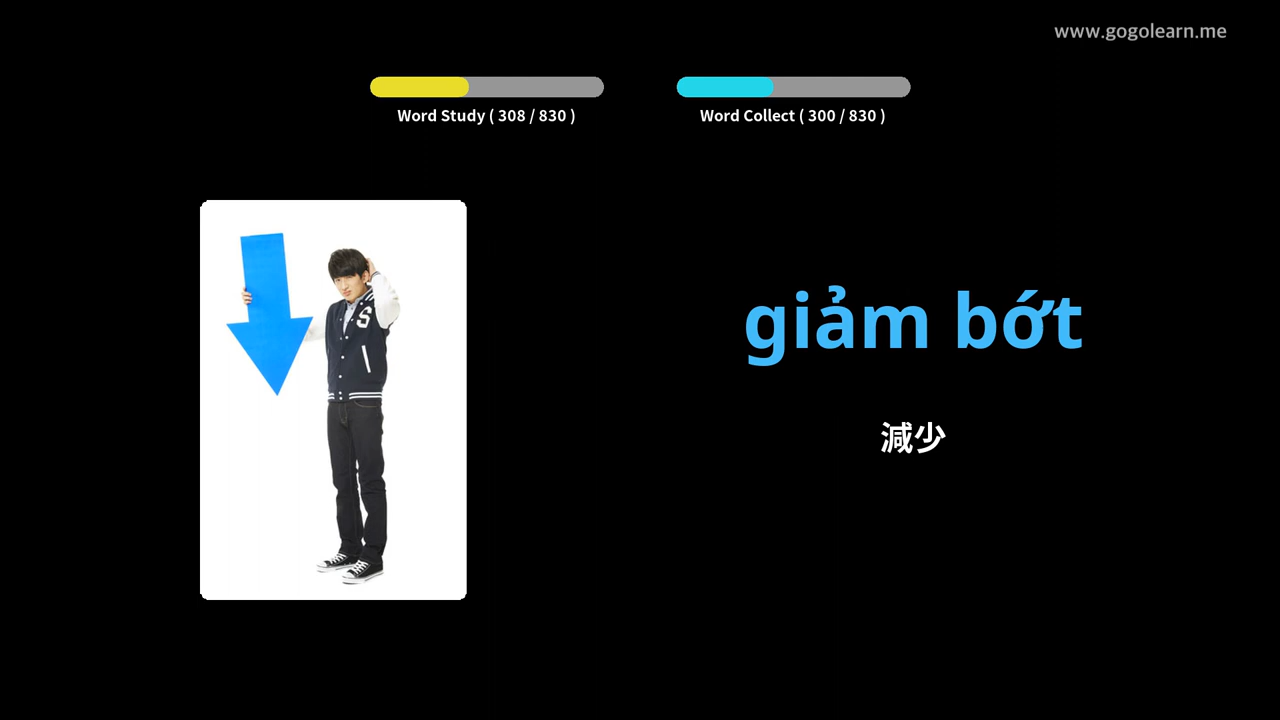 www.gogolearn.me
Word Study ( 308 / 830 )
Word Collect ( 300 / 830 )
S
giảm bớt
減少